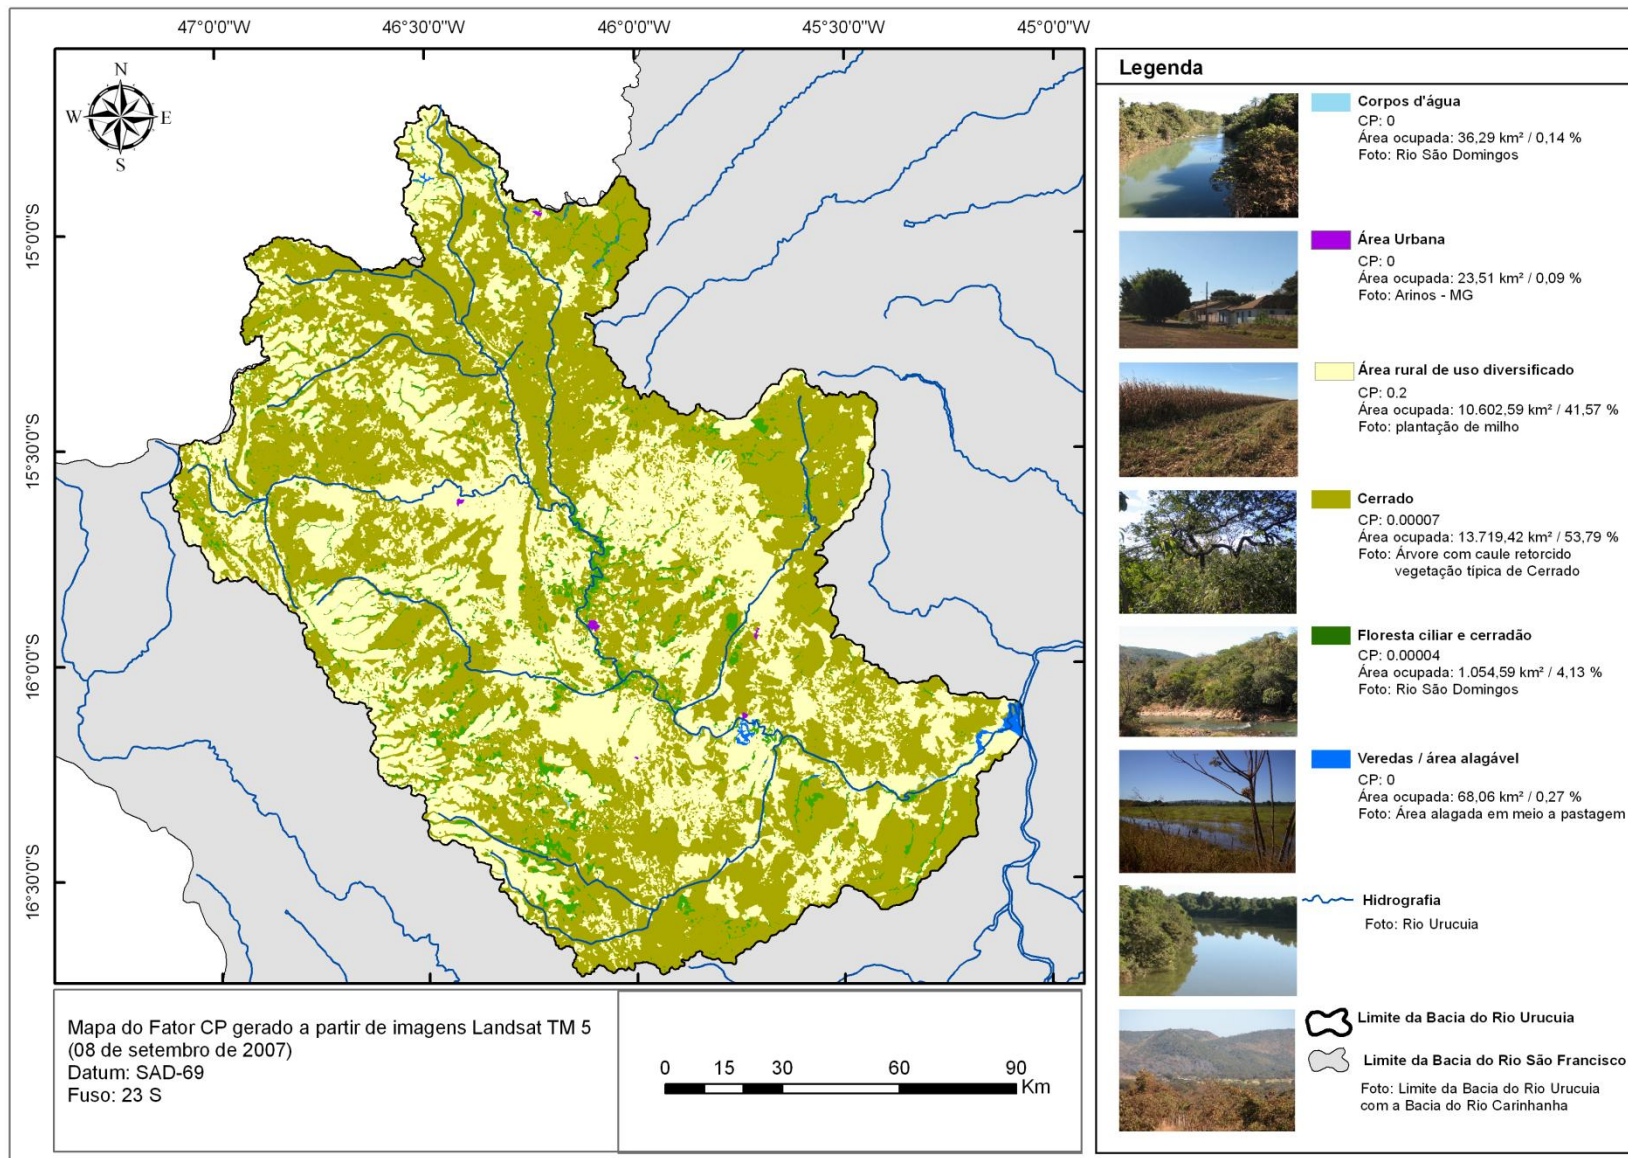 47°0'0"W
46°30'0"W
46°0'0"W
45°30'0"W
45°0'0"W
N
W
E
S
15°0'0"S
15°30'0"S
16°0'0"S
16°30'0"S
Legenda
Corpos d'água
CP: 0
Área ocupada: 36,29 km² / 0,14 %
Foto: Rio São Domingos
Área Urbana
CP: 0
Área ocupada: 23,51 km² / 0,09 %
Foto: Arinos - MG
Área rural de uso diversificado
CP: 0.2
Área ocupada: 10.602,59 km² / 41,57 %
Foto: plantação de milho
Cerrado
CP: 0.00007
Área ocupada: 13.719,42 km² / 53,79 %
Foto: Árvore com caule retorcido
vegetação típica de Cerrado
Floresta ciliar e cerradão
CP: 0.00004
Área ocupada: 1.054,59 km² / 4,13 %
Foto: Rio São Domingos
Veredas / área alagável
CP: 0
Área ocupada: 68,06 km² / 0,27 %
Foto: Área alagada em meio a pastagem
Hidrografia
Foto: Rio Urucuia
Limite da Bacia do Rio Urucuia
Limite da Bacia do Rio São Francisco
Foto: Limite da Bacia do Rio Urucuia
com a Bacia do Rio Carinhanha
Mapa do Fator CP gerado a partir de imagens Landsat TM 5
(08 de setembro de 2007)
Datum: SAD-69
Fuso: 23 S
0 15 30 60 90
Km